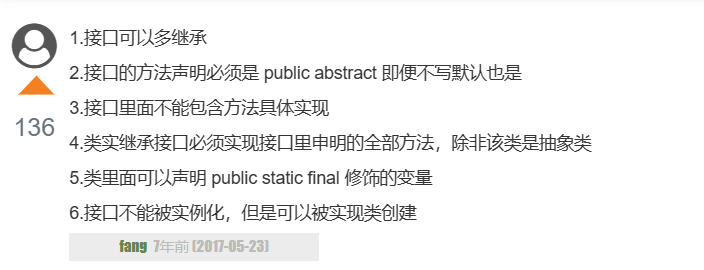 1.接口可以多继承
2.接口的方法声明必须是 public abstract 即便不写默认也是
3.接口里面不能包含方法具体实现
136
4.类实继承接口必须实现接口里申明的全部方法，除非该类是抽象类
5.类里面可以声明 public static final 修饰的变量
6.接口不能被实例化，但是可以被实现类创建
fang 7年前 (2017-05-23)